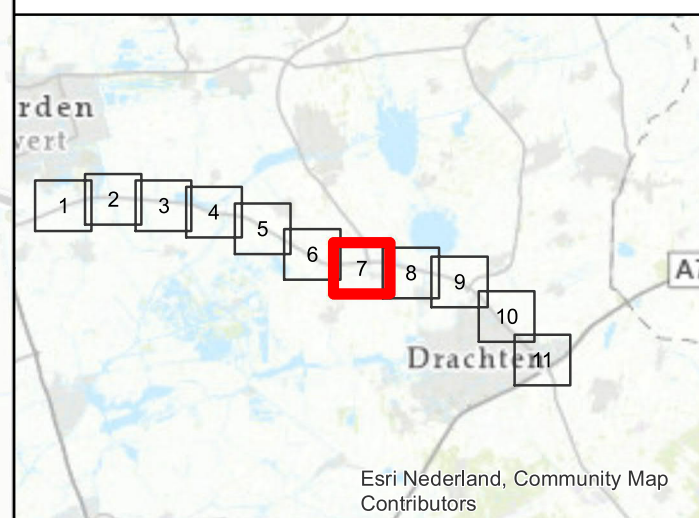 rden
wert
1
2
3
4
5
6
7
8
9
10
11
A7
Drachten
Esri Nederland, Community Map
Contributors